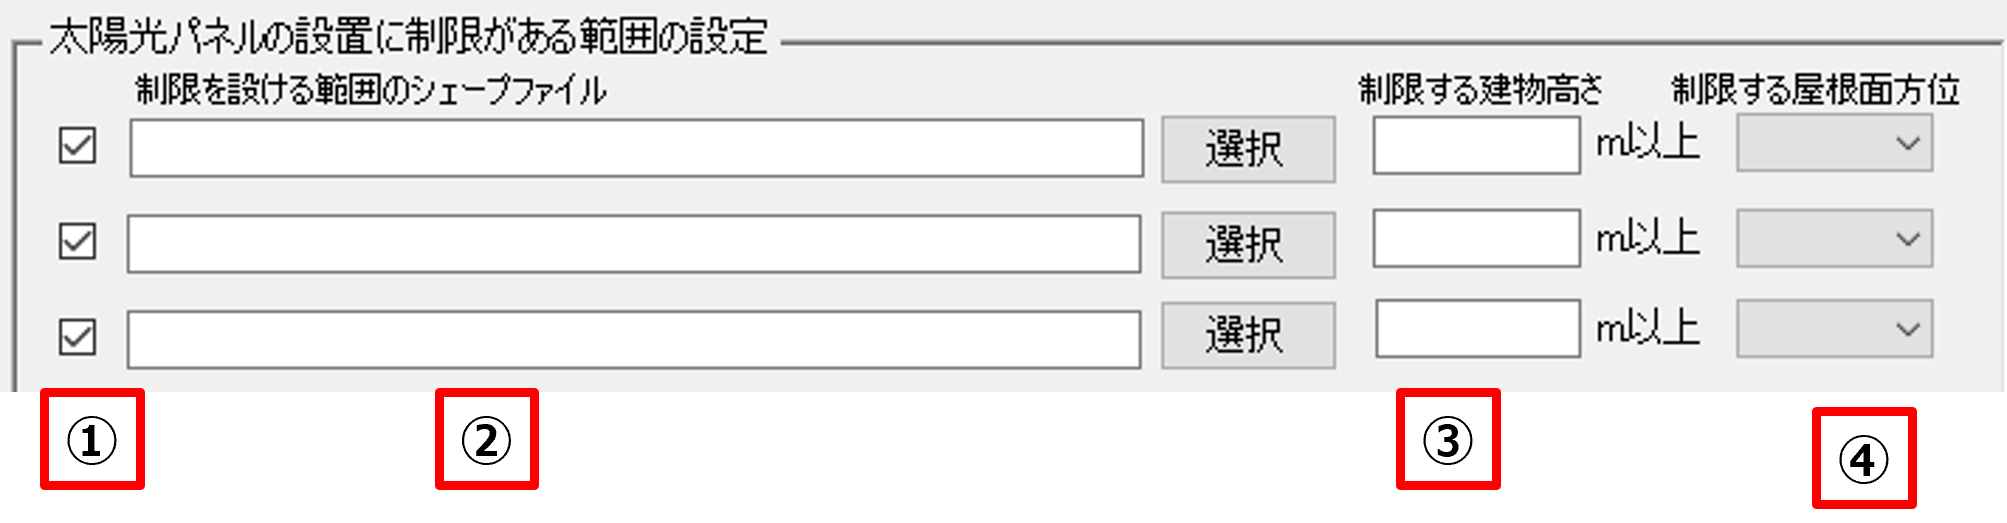 太陽光パネルの設置に制限がある範囲の設定
制限を設ける範囲のシェープファイル 制限する建物高さ 制限する屋根面方位
選択 m以上
選択 m以上
選択 m以上
① ② ③ ④